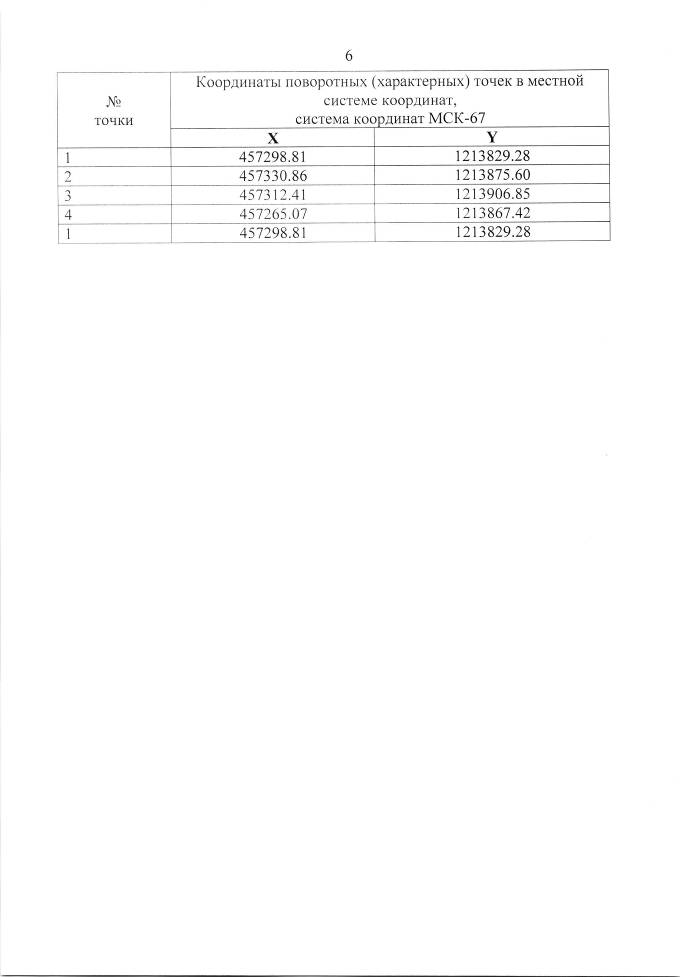 6
№
точки
Координаты поворотных (характерных) точек в местной
системе координат,
система координат МСК-67
X Y
1 457298.81 1213829.28
2 457330.86 1213875.60
3 457312.41 1213906.85
4 457265.07 1213867.42
1 457298.81 1213829.28